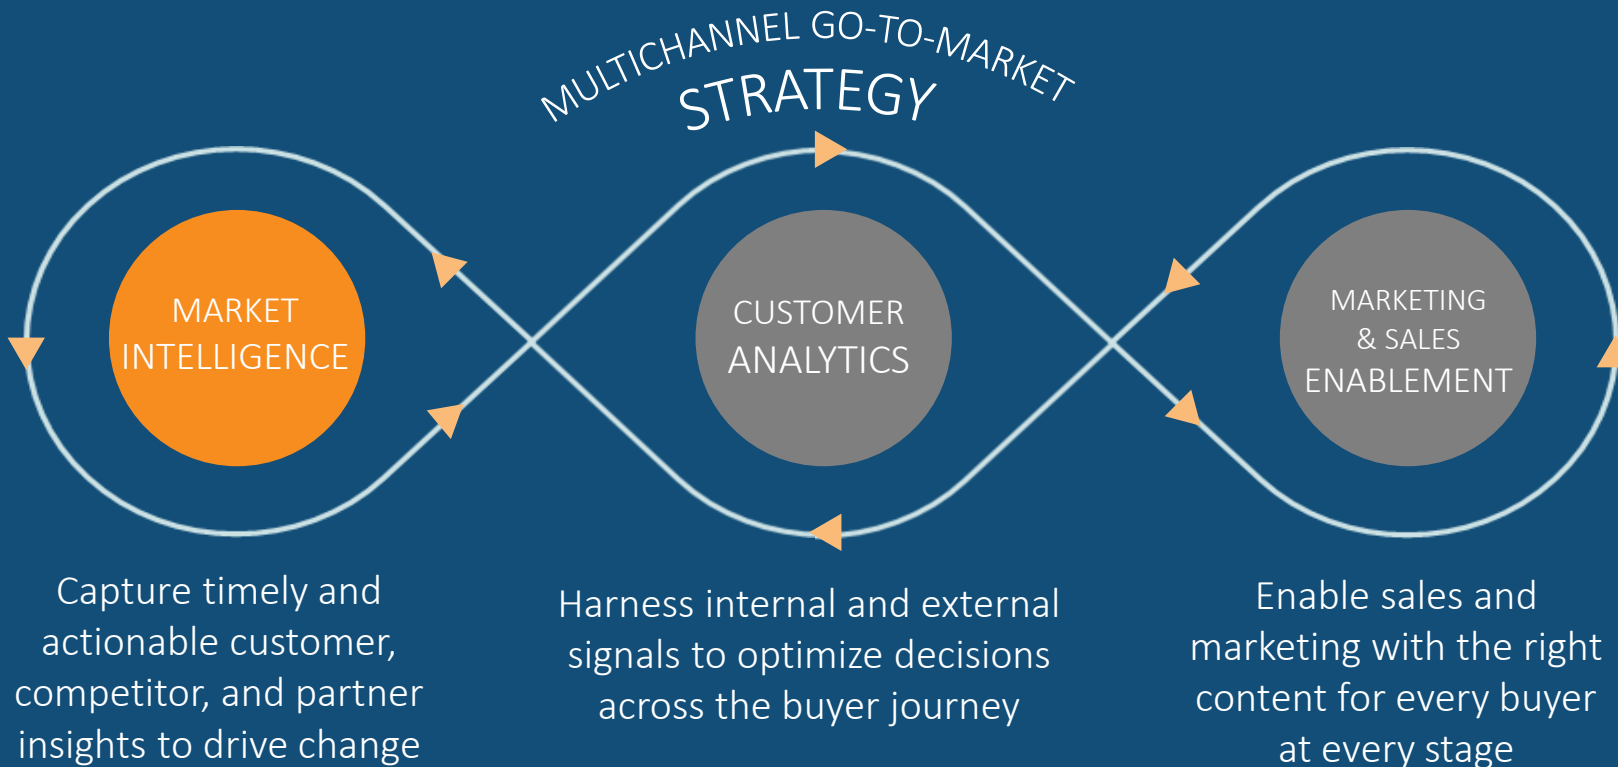 MULTICHANNEL GO-TO-MARKET
STRATEGY
MARKET
INTELLIGENCE
CUSTOMER
ANALYTICS
MARKETING
& SALES
ENABLEMENT
Capture timely and
actionable customer,
competitor, and partner
insights to drive change
Harness internal and external
signals to optimize decisions
across the buyer journey
Enable sales and
marketing with the right
content for every buyer
at every stage